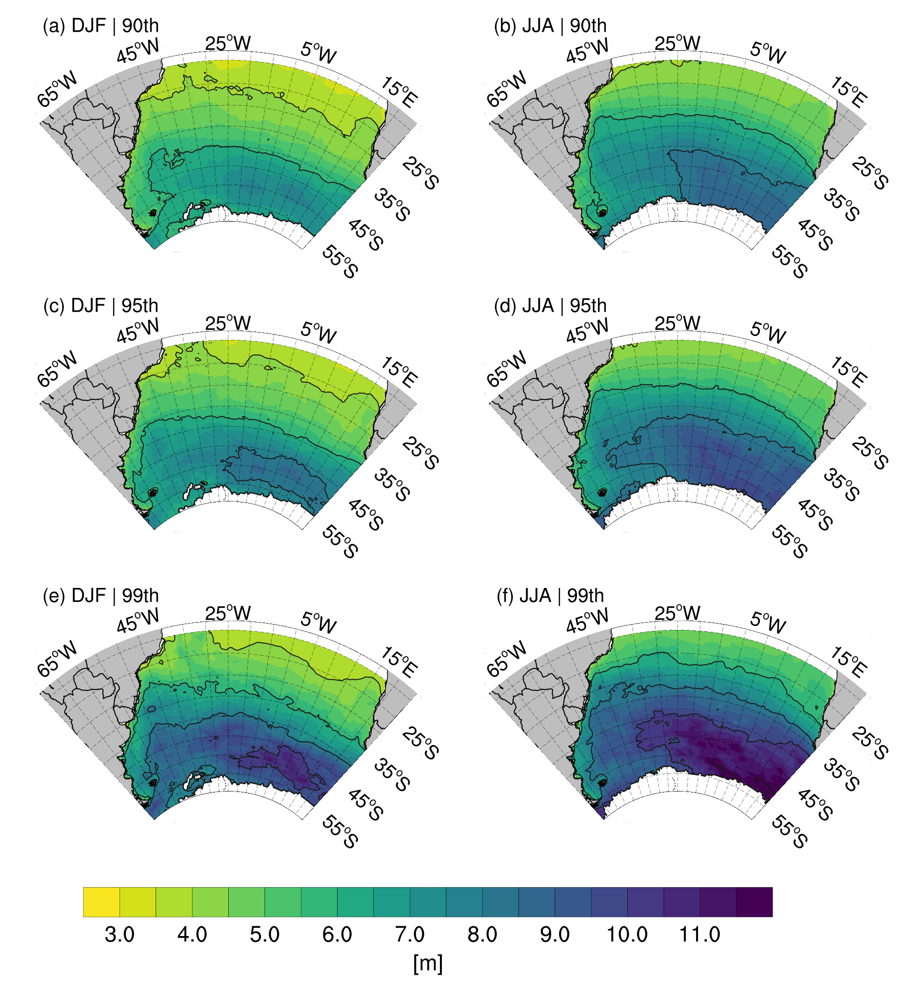 (a) DJF | 90th
65°W
45°W
25°W
5°W
15°E
25°S
35°S
45°S
55°S
(b) JJA | 90th
65°W
45°W
25°W
5°W
15°E
25°S
35°S
45°S
55°S
(c) DJF | 95th
65°W
45°W
25°W
5°W
15°E
25°S
35°S
45°S
55°S
(d) JJA | 95th
65°W
45°W
25°W
5°W
15°E
25°S
35°S
45°S
55°S
(e) DJF | 99th
65°W
45°W
25°W
5°W
15°E
25°S
35°S
45°S
55°S
(f) JJA | 99th
65°W
45°W
25°W
5°W
15°E
25°S
35°S
45°S
55°S
3.0 4.0 5.0 6.0 7.0 8.0 9.0 10.0 11.0
[m]